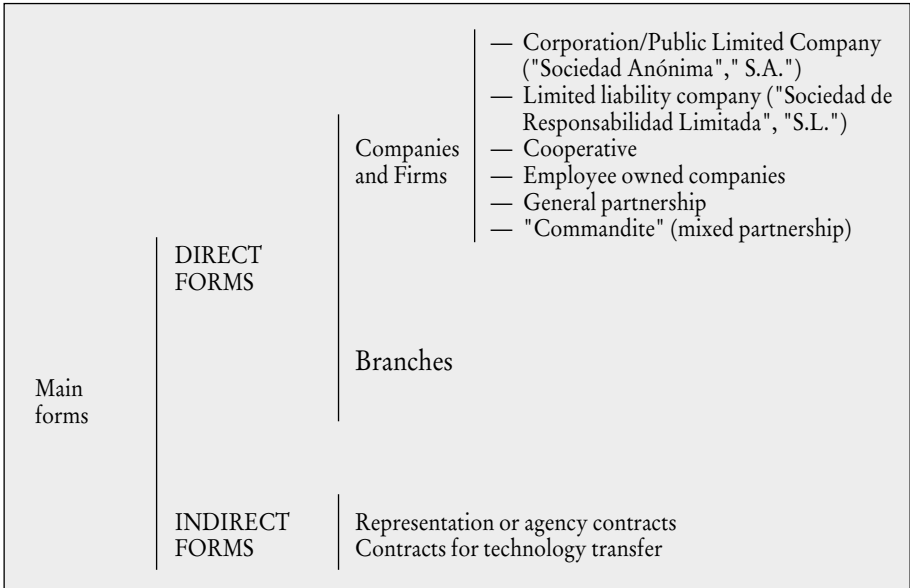 Main
forms
DIRECT
FORMS
Companies
and Firms
— Corporation/Public Limited Company
("Sociedad Anónima"," S.A.")
— Limited liability company ("Sociedad de
Responsabilidad Limitada", "S.L.")
— Cooperative
— Employee owned companies
— General partnership
— "Commandite" (mixed partnership)
Branches
INDIRECT
FORMS
Representation or agency contracts
Contracts for technology transfer